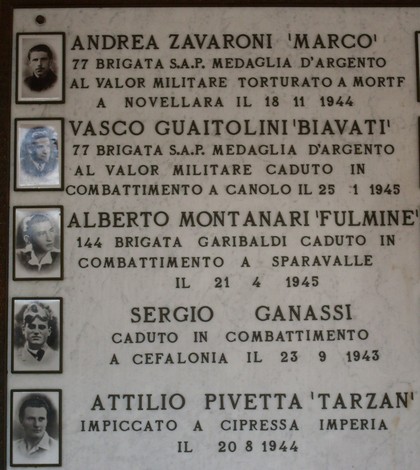 ANDREA ZAVARONI 'MARCO'
77 BRIGATA S.A.P. MEDAGLIA D'ARGENTO
AL VALOR MILITARE TORTURATO A MORTE
A NOVELLARA IL 18 11 1944
VASCO GUAITOLINI 'BIAVATI'
77 BRIGATA S.A.P. MEDAGLIA D'ARGENTO
AL VALOR MILITARE CADUTO IN
COMBATTIMENTO A CANOLO IL 25 1 1945
ALBERTO MONTANARI 'FULMINE'
144 BRIGATA GARIBALDI CADUTO IN
COMBATTIMENTO A SPARAVALLE
IL 21 4 1945
SERGIO GANASSI
CADUTO IN COMBATTIMENTO
A CEFALONIA IL 23 9 1943
ATTILIO PIVETTA 'TARZAN'
IMPICCATO A CIPRESSA IMPERIA
IL 20 8 1944